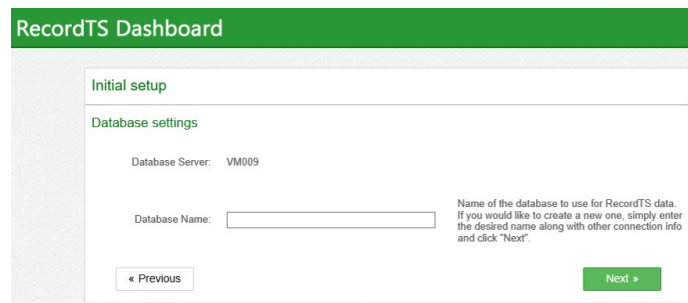 RecordTS Dashboard
Initial setup
Database settings
Database Server: VM009
Database Name:
Name of the database to use for RecordTS data.
If you would like to create a new one, simply enter
the desired name along with other connection info
and click "Next".
« Previous
Next »